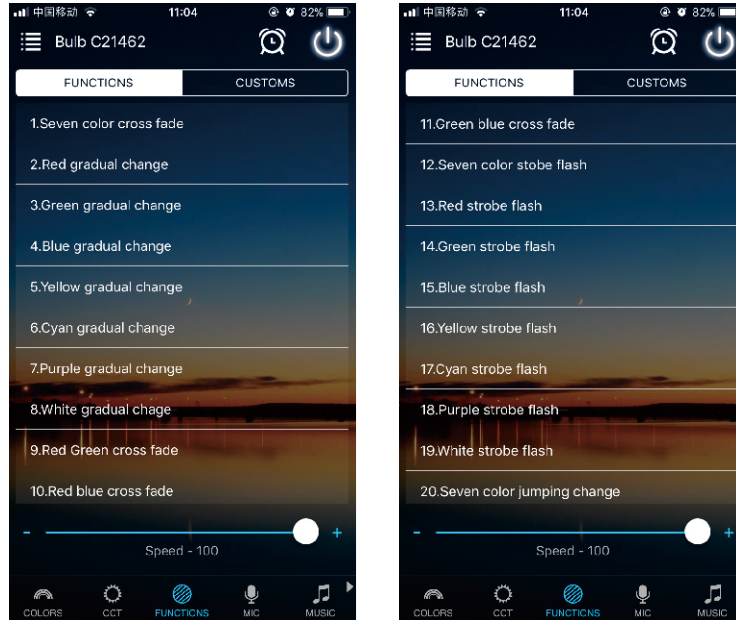 中国移动 11:04 82%
Bulb C21462
FUNCTIONS CUSTOMS
1.Seven color cross fade
2.Red gradual change
3.Green gradual change
4.Blue gradual change
5.Yellow gradual change
6.Cyan gradual change
7.Purple gradual change
8.White gradual chage
9.Red Green cross fade
10.Red blue cross fade
- +
Speed - 100
COLORS CCT FUNCTIONS MIC MUSIC
中国移动 11:04 82%
Bulb C21462
FUNCTIONS CUSTOMS
11.Green blue cross fade
12.Seven color stobe flash
13.Red strobe flash
14.Green strobe flash
15.Blue strobe flash
16.Yellow strobe flash
17.Cyan strobe flash
18.Purple strobe flash
19.White strobe flash
20.Seven color jumping change
- +
Speed - 100
COLORS CCT FUNCTIONS MIC MUSIC